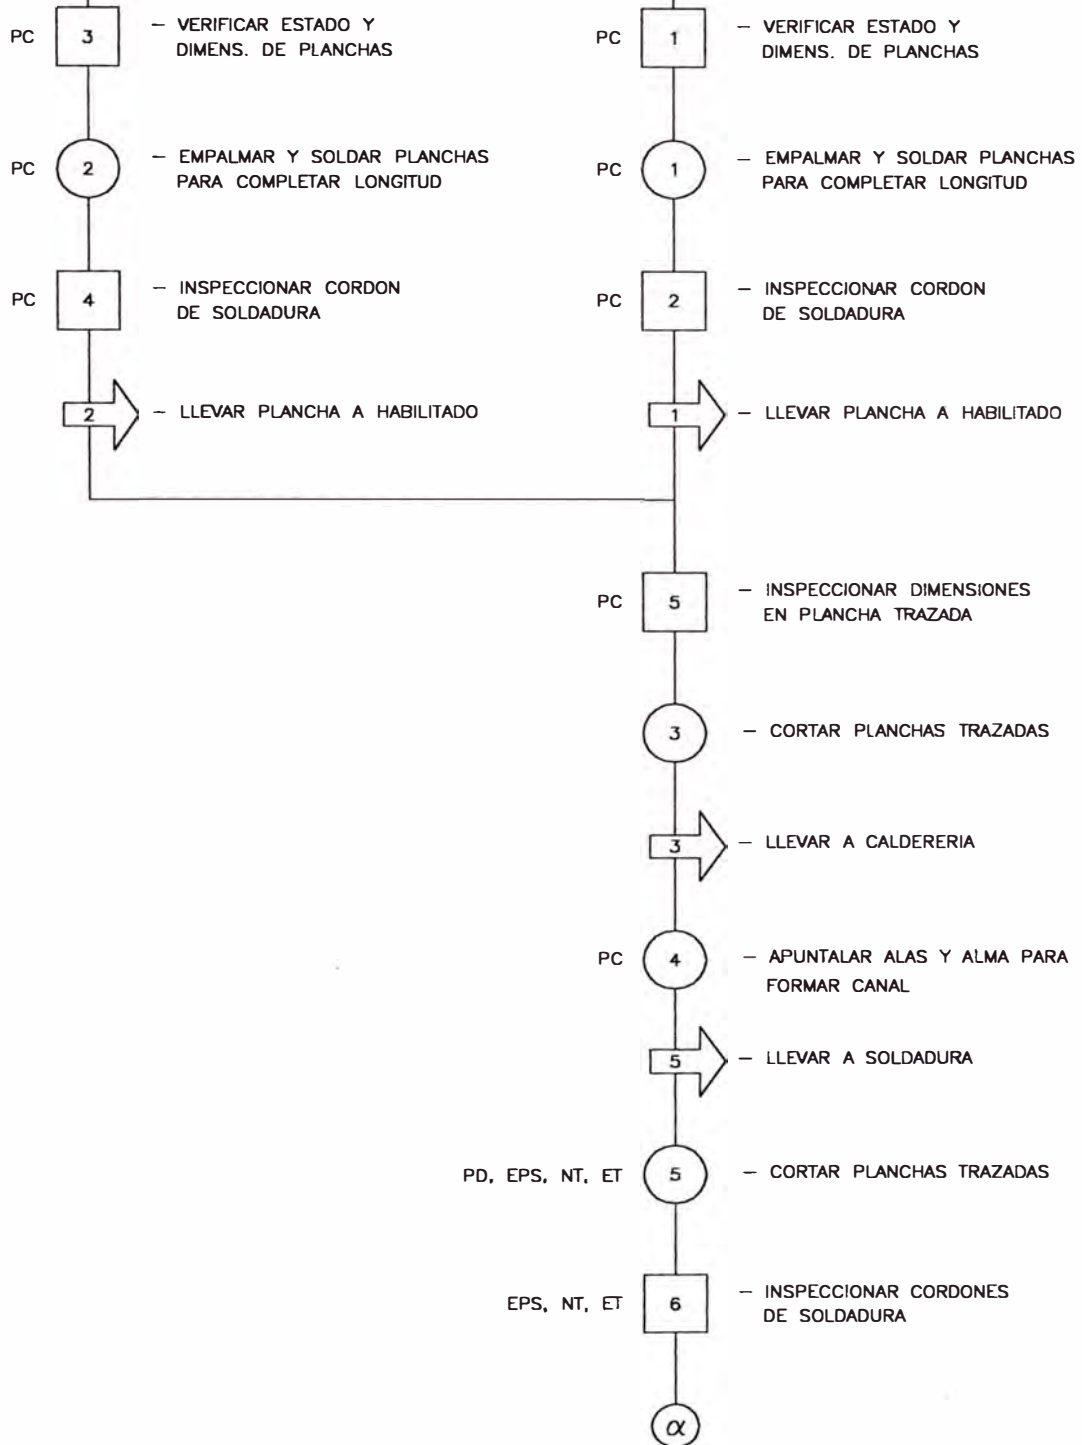 PC 3 – VERIFICAR ESTADO Y
DIMENS. DE PLANCHAS
PC 2 – EMPALMAR Y SOLDAR PLANCHAS
PARA COMPLETAR LONGITUD
PC 4 – INSPECCIONAR CORDON
DE SOLDADURA
2 – LLEVAR PLANCHA A HABILITADO
PC 1 – VERIFICAR ESTADO Y
DIMENS. DE PLANCHAS
PC 1 – EMPALMAR Y SOLDAR PLANCHAS
PARA COMPLETAR LONGITUD
PC 2 – INSPECCIONAR CORDON
DE SOLDADURA
1 – LLEVAR PLANCHA A HABILITADO
PC 5 – INSPECCIONAR DIMENSIONES
EN PLANCHA TRAZADA
3 – CORTAR PLANCHAS TRAZADAS
3 – LLEVAR A CALDERERIA
PC 4 – APUNTALAR ALAS Y ALMA PARA
FORMAR CANAL
5 – LLEVAR A SOLDADURA
PD, EPS, NT, ET 5 – CORTAR PLANCHAS TRAZADAS
EPS, NT, ET 6 – INSPECCIONAR CORDONES
DE SOLDADURA
α